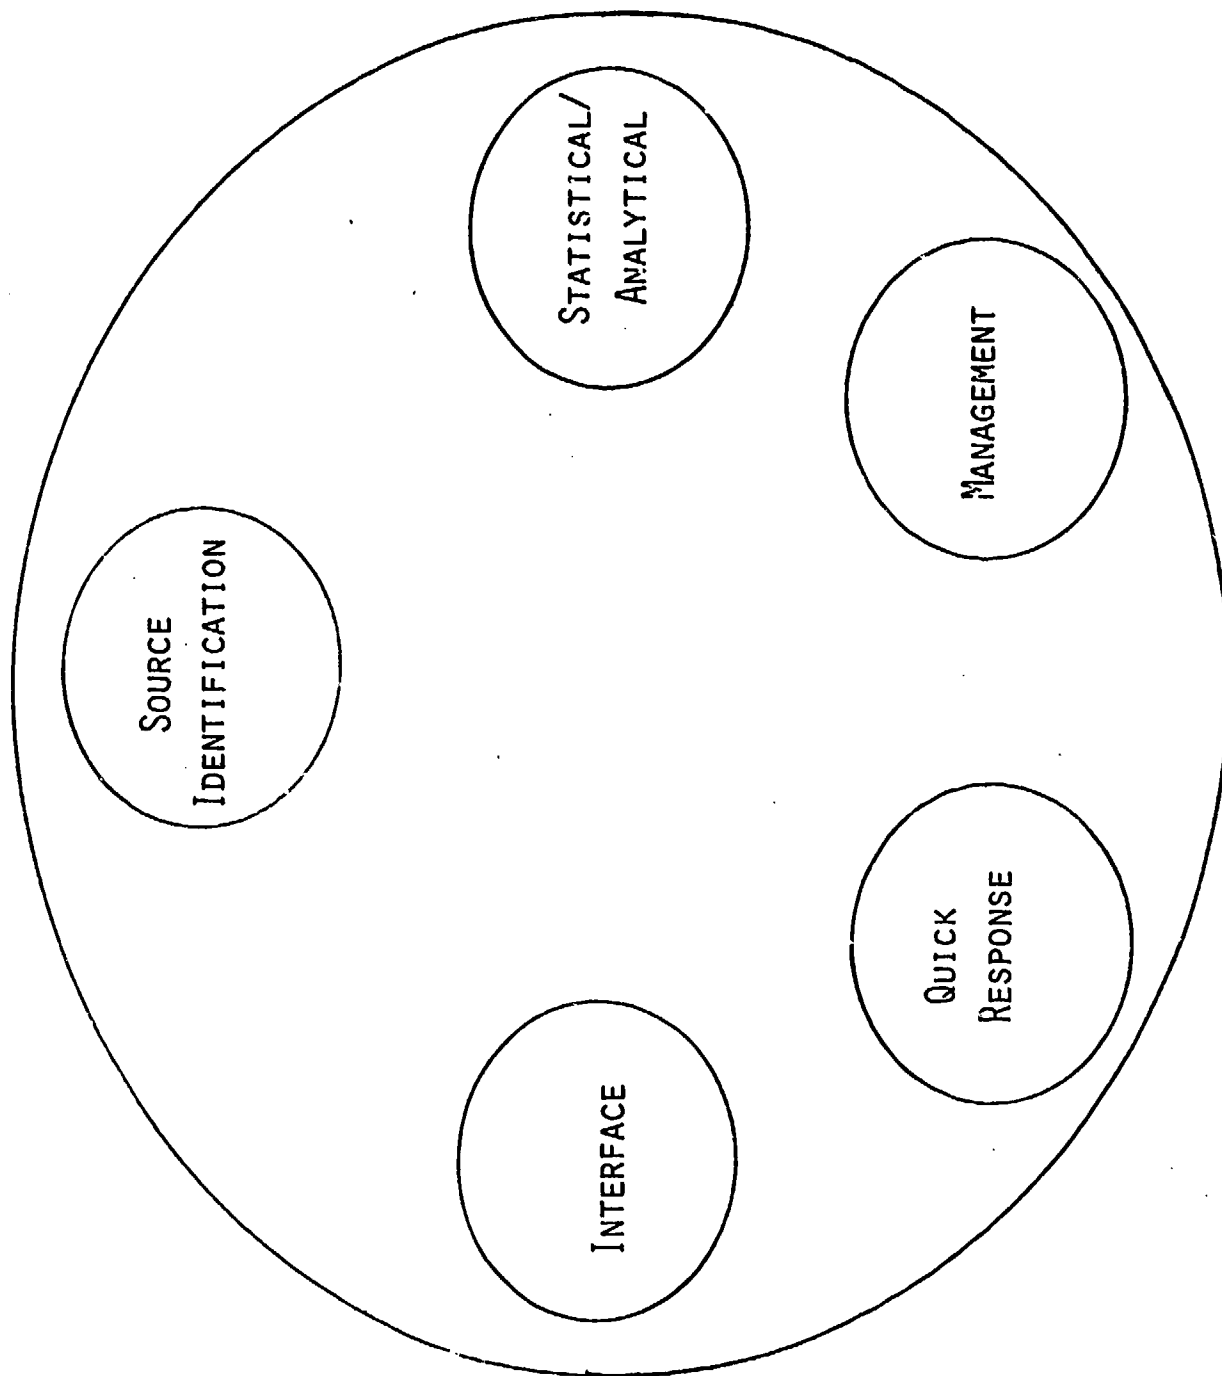 SOURCE
IDENTIFICATION
INTERFACE
STATISTICAL/
ANALYTICAL
QUICK
RESPONSE
MANAGEMENT